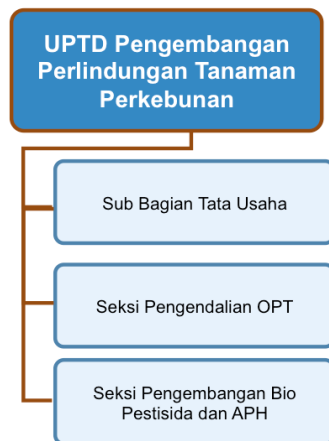 UPTD Pengembangan
Perlindungan Tanaman
Perkebunan
Sub Bagian Tata Usaha
Seksi Pengendalian OPT
Seksi Pengembangan Bio
Pestisida dan APH